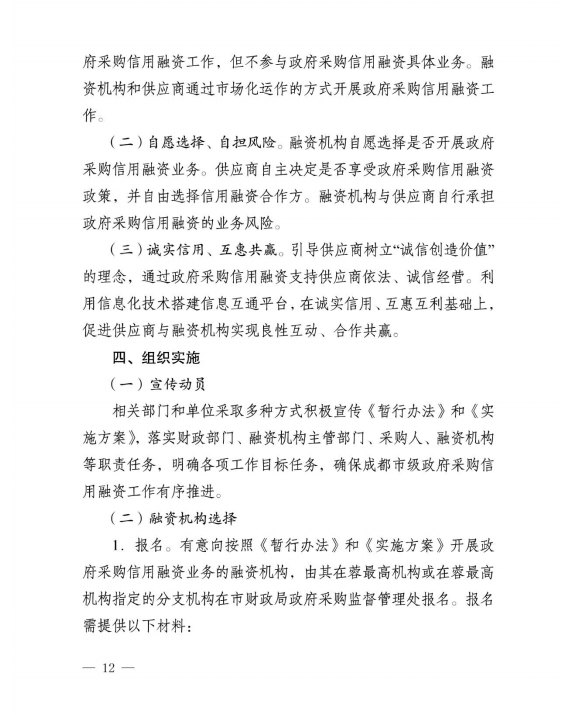 府采购信用融资工作，但不参与政府采购信用融资具体业务。融
资机构和供应商通过市场化运作的方式开展政府采购信用融资工
作。
（二）自愿选择、自担风险。融资机构自愿选择是否开展政府
采购信用融资业务。供应商自主决定是否享受政府采购信用融资
政策，并自由选择信用融资合作方。融资机构与供应商自行承担
政府采购信用融资的业务风险。
（三）诚实信用、互惠共赢。引导供应商树立“诚信创造价值”
的理念，通过政府采购信用融资支持供应商依法、诚信经营。利
用信息化技术搭建信息互通平台，在诚实信用、互惠互利基础上，
促进供应商与融资机构实现良性互动、合作共赢。
四、组织实施
（一）宣传动员
相关部门和单位采取多种方式积极宣传《暂行办法》和《实
施方案》，落实财政部门、融资机构主管部门、采购人、融资机构
等职责任务，明确各项工作目标任务，确保成都市级政府采购信
用融资工作有序推进。
（二）融资机构选择
1．报名。有意向按照《暂行办法》和《实施方案》开展政
府采购信用融资业务的融资机构，由其在蓉最高机构或在蓉最高
机构指定的分支机构在市财政局政府采购监督管理处报名。报名
需提供以下材料：
— 12 —